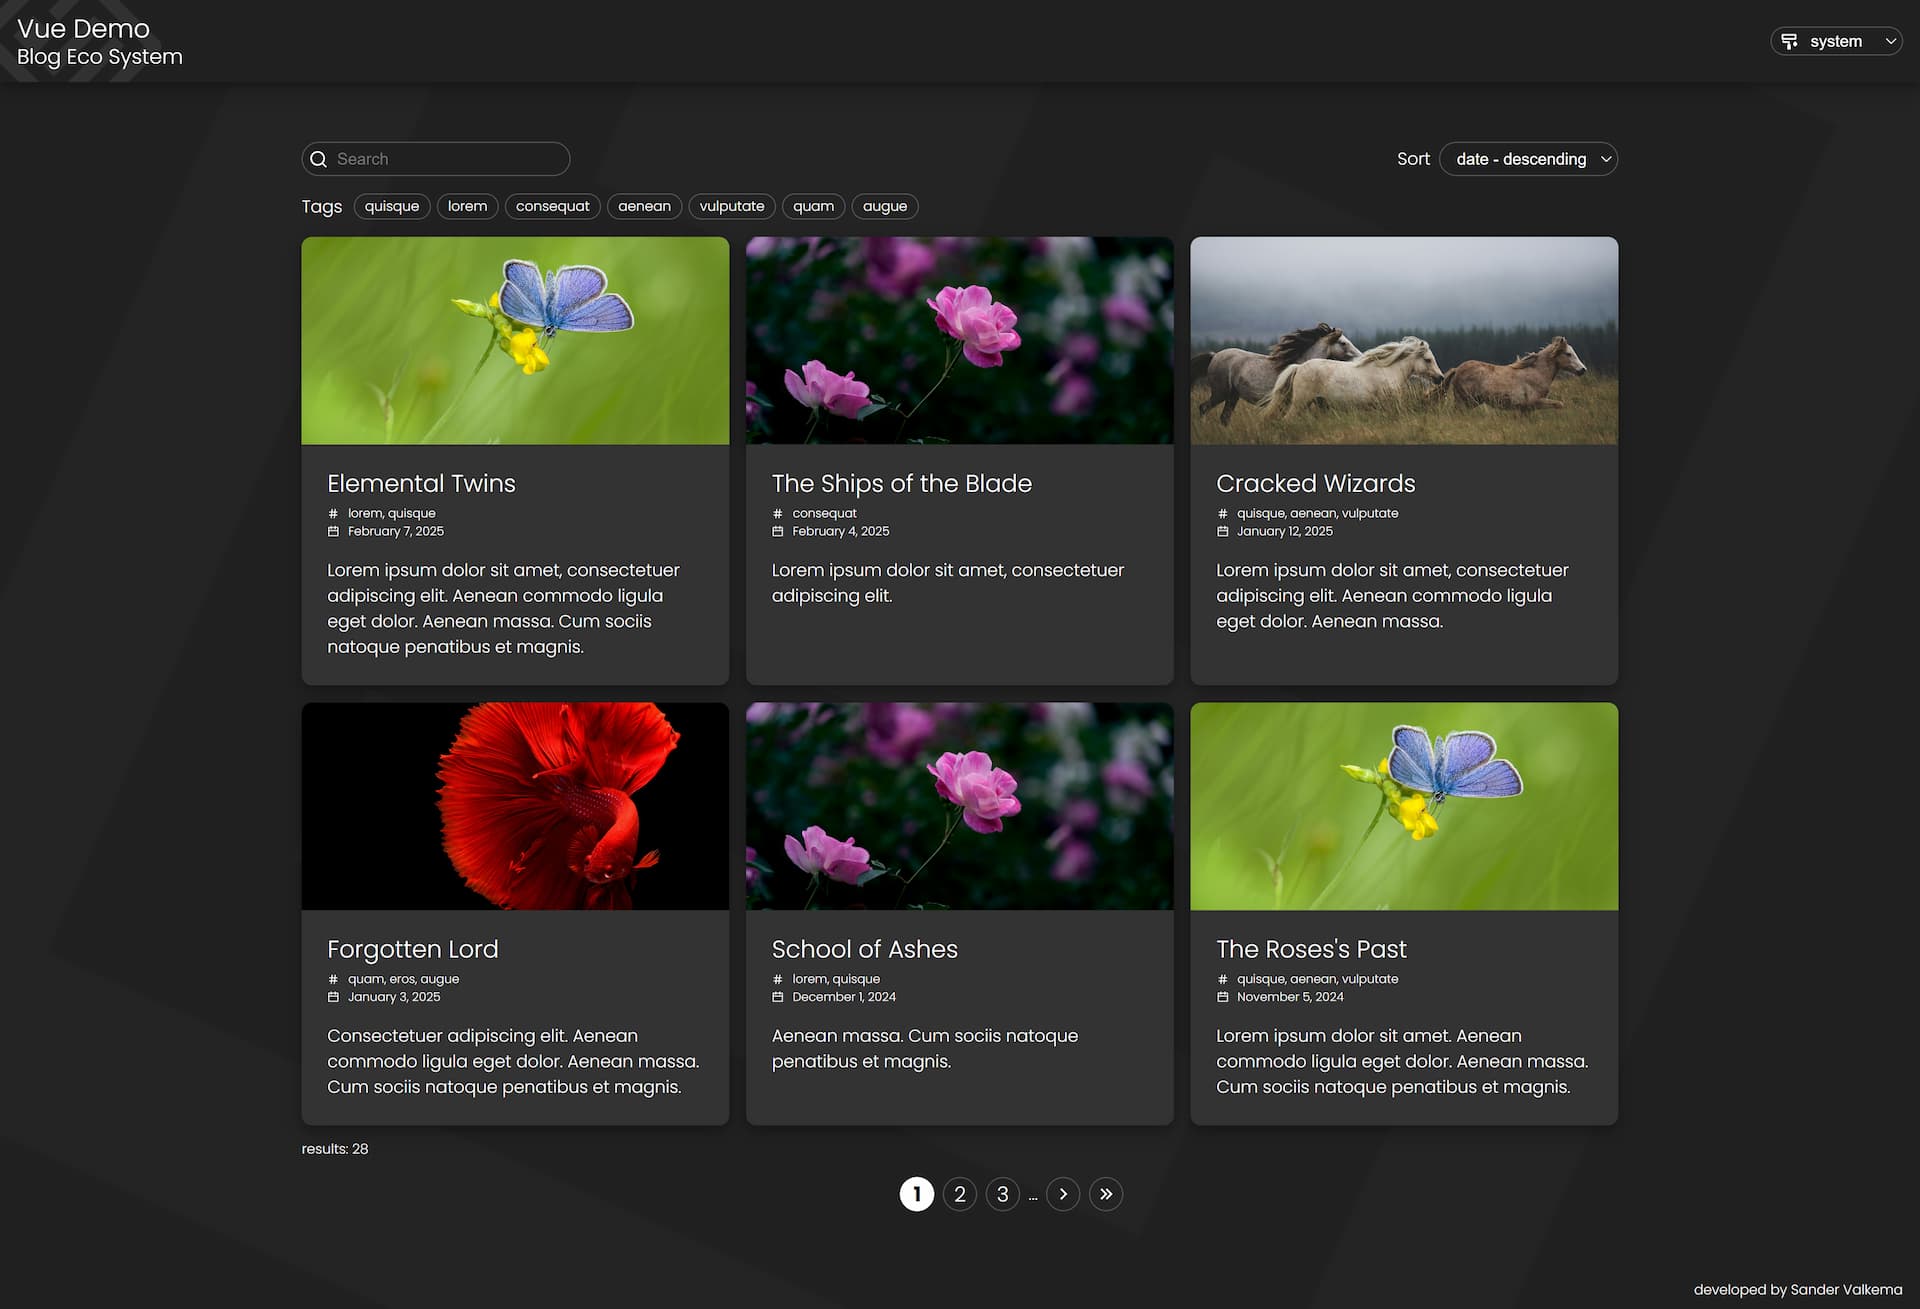 Vue Demo
Blog Eco System
system
Search
Sort date - descending
Tags quisque lorem consequat aenean vulputate quam augue
Elemental Twins
# lorem, quisque
February 7, 2025
Lorem ipsum dolor sit amet, consectetuer
adipiscing elit. Aenean commodo ligula
eget dolor. Aenean massa. Cum sociis
natoque penatibus et magnis.
The Ships of the Blade
# consequat
February 4, 2025
Lorem ipsum dolor sit amet, consectetuer
adipiscing elit.
Cracked Wizards
# quisque, aenean, vulputate
January 12, 2025
Lorem ipsum dolor sit amet, consectetuer
adipiscing elit. Aenean commodo ligula
eget dolor. Aenean massa.
Forgotten Lord
# quam, eros, augue
January 3, 2025
Consectetuer adipiscing elit. Aenean
commodo ligula eget dolor. Aenean massa.
Cum sociis natoque penatibus et magnis.
School of Ashes
# lorem, quisque
December 1, 2024
Aenean massa. Cum sociis natoque
penatibus et magnis.
The Roses's Past
# quisque, aenean, vulputate
November 5, 2024
Lorem ipsum dolor sit amet. Aenean
commodo ligula eget dolor. Aenean massa.
Cum sociis natoque penatibus et magnis.
results: 28
1 2 3 ... › »
developed by Sander Valkema